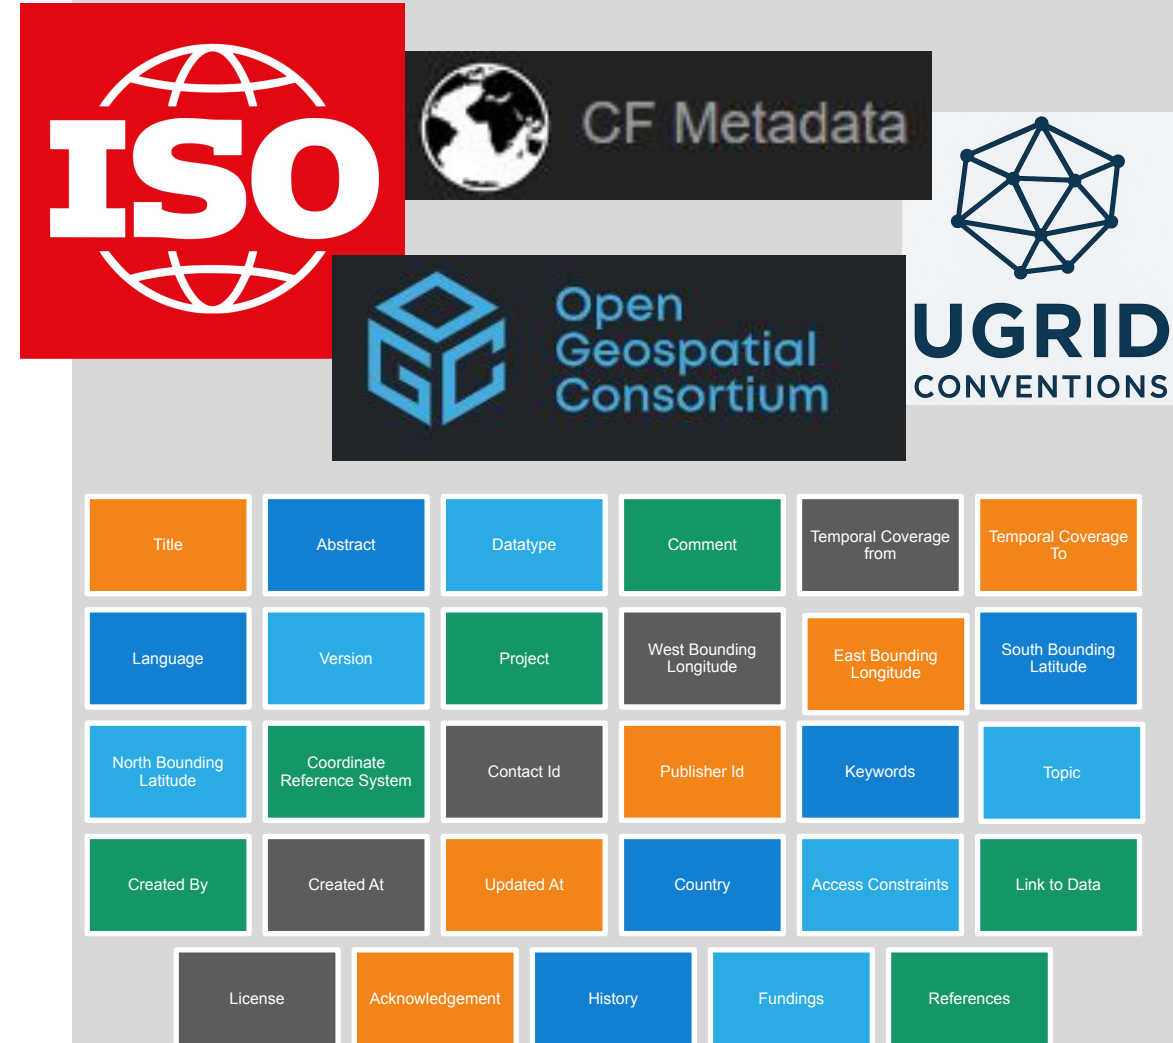 ISO
CF Metadata
OGC
Open
Geospatial
Consortium
UGRID
CONVENTIONS
Title
Abstract
Datatype
Comment
Temporal Coverage
from
Temporal Coverage
To
Language
Version
Project
West Bounding
Longitude
East Bounding
Longitude
South Bounding
Latitude
North Bounding
Latitude
Coordinate
Reference System
Contact Id
Publisher Id
Keywords
Topic
Created By
Created At
Updated At
Country
Access Constraints
Link to Data
License
Acknowledgement
History
Fundings
References